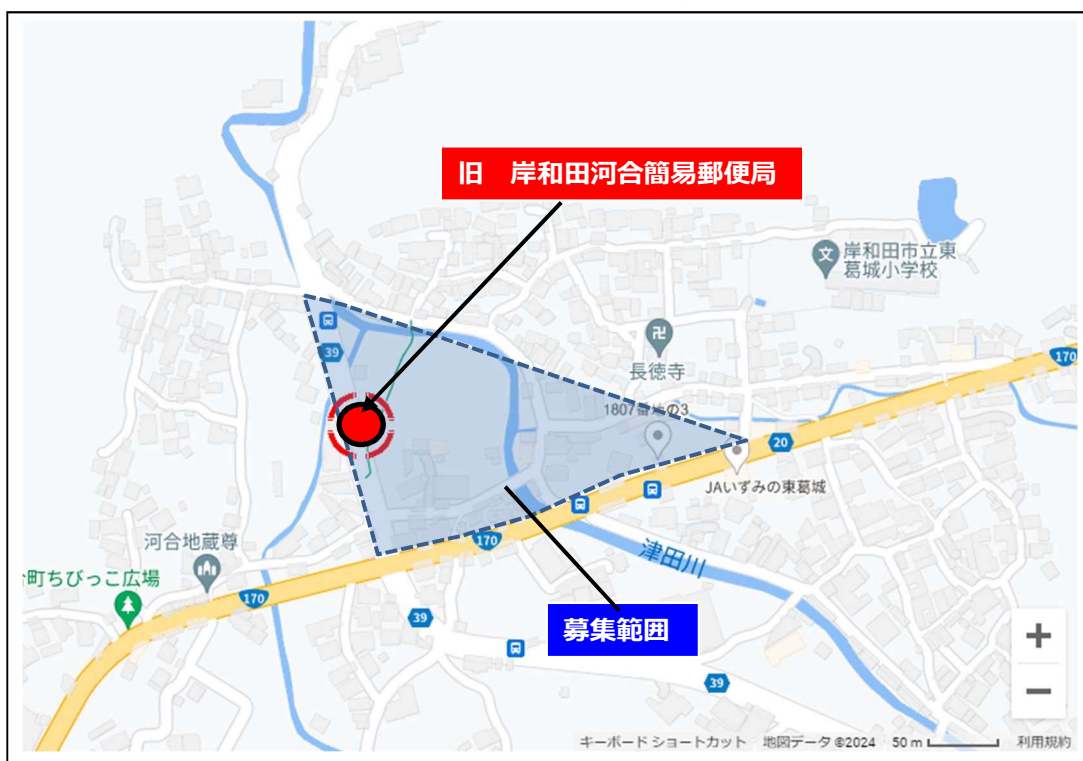 旧　岸和田河合簡易郵便局
岸和田市立東
葛城小学校
39
長徳寺
170
1807番地の3
20
JAいずみの東葛城
170
河合地蔵尊
津田川
町ちびっこ広場
170
39
募集範囲
39
キーボード ショートカット 地図データ ©2024 50 m 利用規約